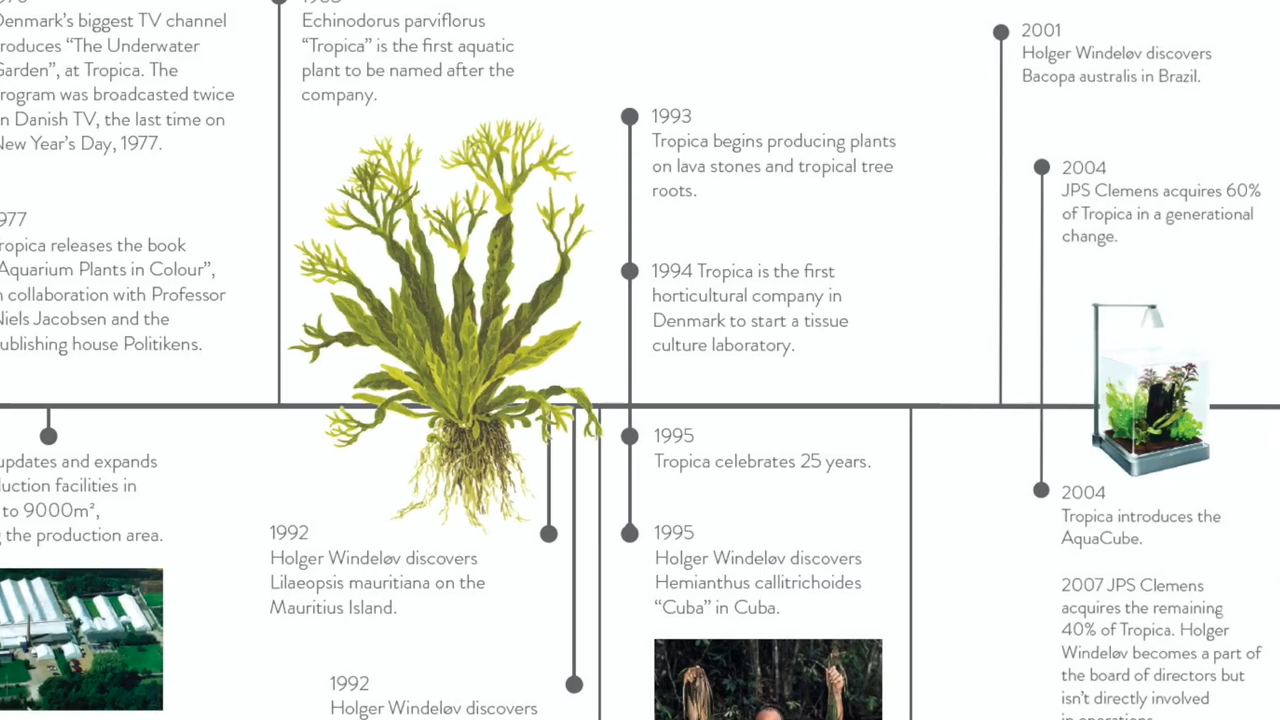 Denmark's biggest TV channel
roduces "The Underwater
Garden", at Tropica. The
rogram was broadcasted twice
n Danish TV, the last time on
New Year's Day, 1977.
977
ropica releases the book
Aquarium Plants in Colour",
n collaboration with Professor
Niels Jacobsen and the
ublishing house Politikens.
updates and expands
uction facilities in
to 9000m²,
the production area.
Echinodorus parviflorus
"Tropica" is the first aquatic
plant to be named after the
company.
1992
Holger Windeløv discovers
Lilaeopsis mauritiana on the
Mauritius Island.
1992
Holger Windeløv discovers
1993
Tropica begins producing plants
on lava stones and tropical tree
roots.
1994 Tropica is the first
horticultural company in
Denmark to start a tissue
culture laboratory.
1995
Tropica celebrates 25 years.
1995
Holger Windeløv discovers
Hemianthus callitrichoides
"Cuba" in Cuba.
2001
Holger Windeløv discovers
Bacopa australis in Brazil.
2004
JPS Clemens acquires 60%
of Tropica in a generational
change.
2004
Tropica introduces the
AquaCube.
2007 JPS Clemens
acquires the remaining
40% of Tropica. Holger
Windeløv becomes a part of
the board of directors but
isn't directly involved